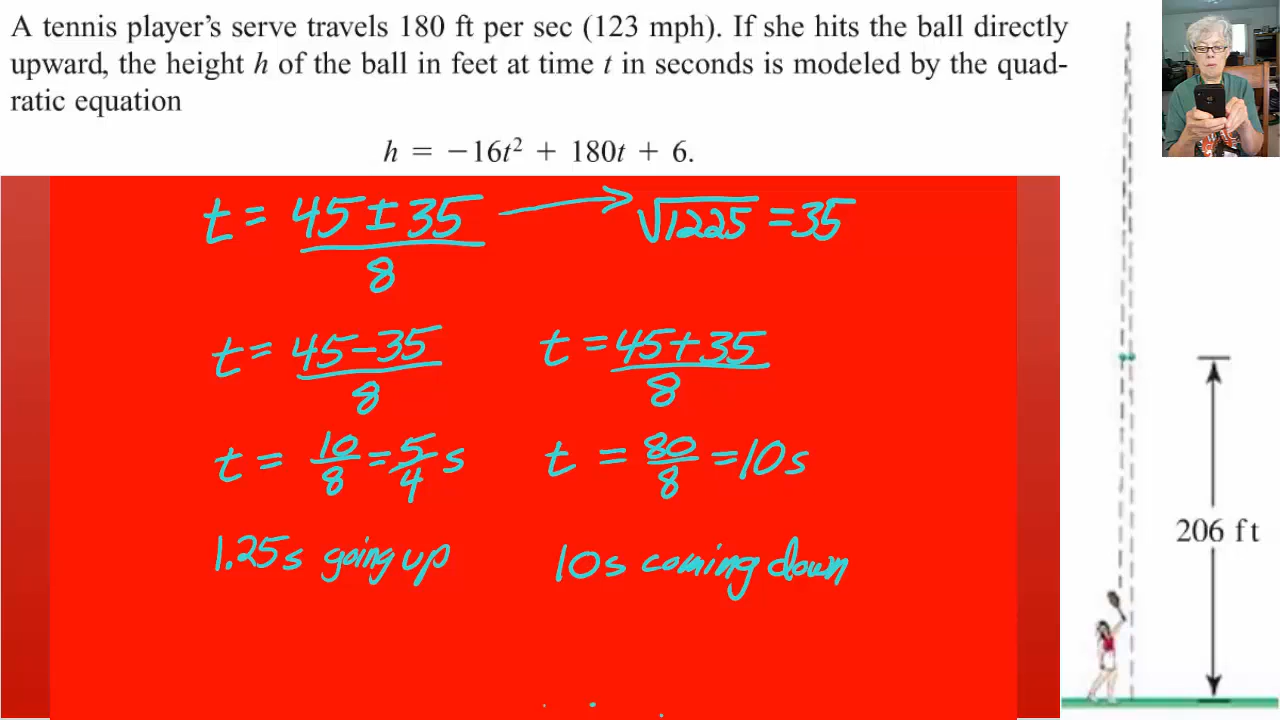 A tennis player's serve travels 180 ft per sec (123 mph). If she hits the ball directly
upward, the height h of the ball in feet at time t in seconds is modeled by the quad-
ratic equation
h = −16t² + 180t + 6.
t = (45 ± 35)/8 → √1225 = 35
t = (45 − 35)/8 t = (45 + 35)/8
t = 10/8 = 5/4 s t = 80/8 = 10s
1.25s going up 10s coming down
206 ft